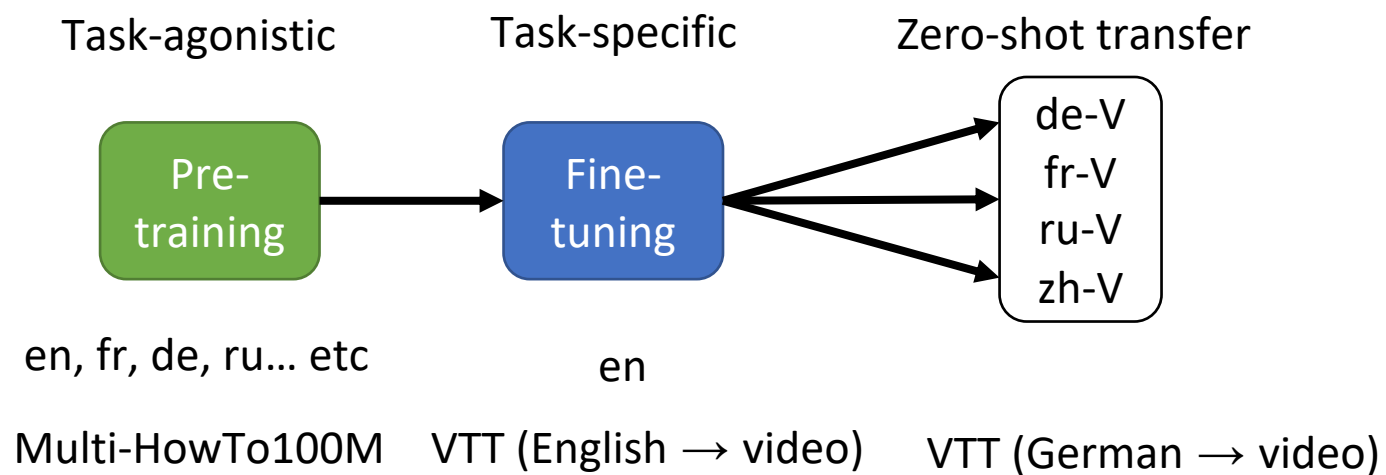 Task-agonistic
Task-specific
Zero-shot transfer
Pre-
training
Fine-
tuning
de-V
fr-V
ru-V
zh-V
en, fr, de, ru… etc
en
Multi-HowTo100M
VTT (English → video)
VTT (German → video)